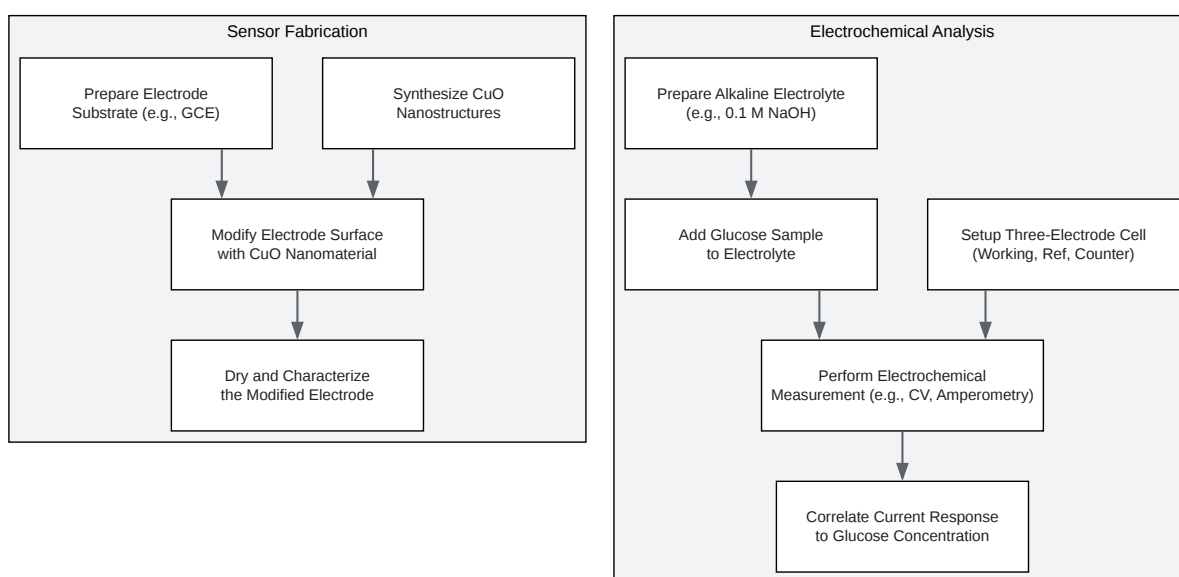 Sensor Fabrication
Prepare Electrode
Substrate (e.g., GCE)
Synthesize CuO
Nanostructures
Modify Electrode Surface
with CuO Nanomaterial
Dry and Characterize
the Modified Electrode
Electrochemical Analysis
Prepare Alkaline Electrolyte
(e.g., 0.1 M NaOH)
Add Glucose Sample
to Electrolyte
Setup Three-Electrode Cell
(Working, Ref, Counter)
Perform Electrochemical
Measurement (e.g., CV, Amperometry)
Correlate Current Response
to Glucose Concentration